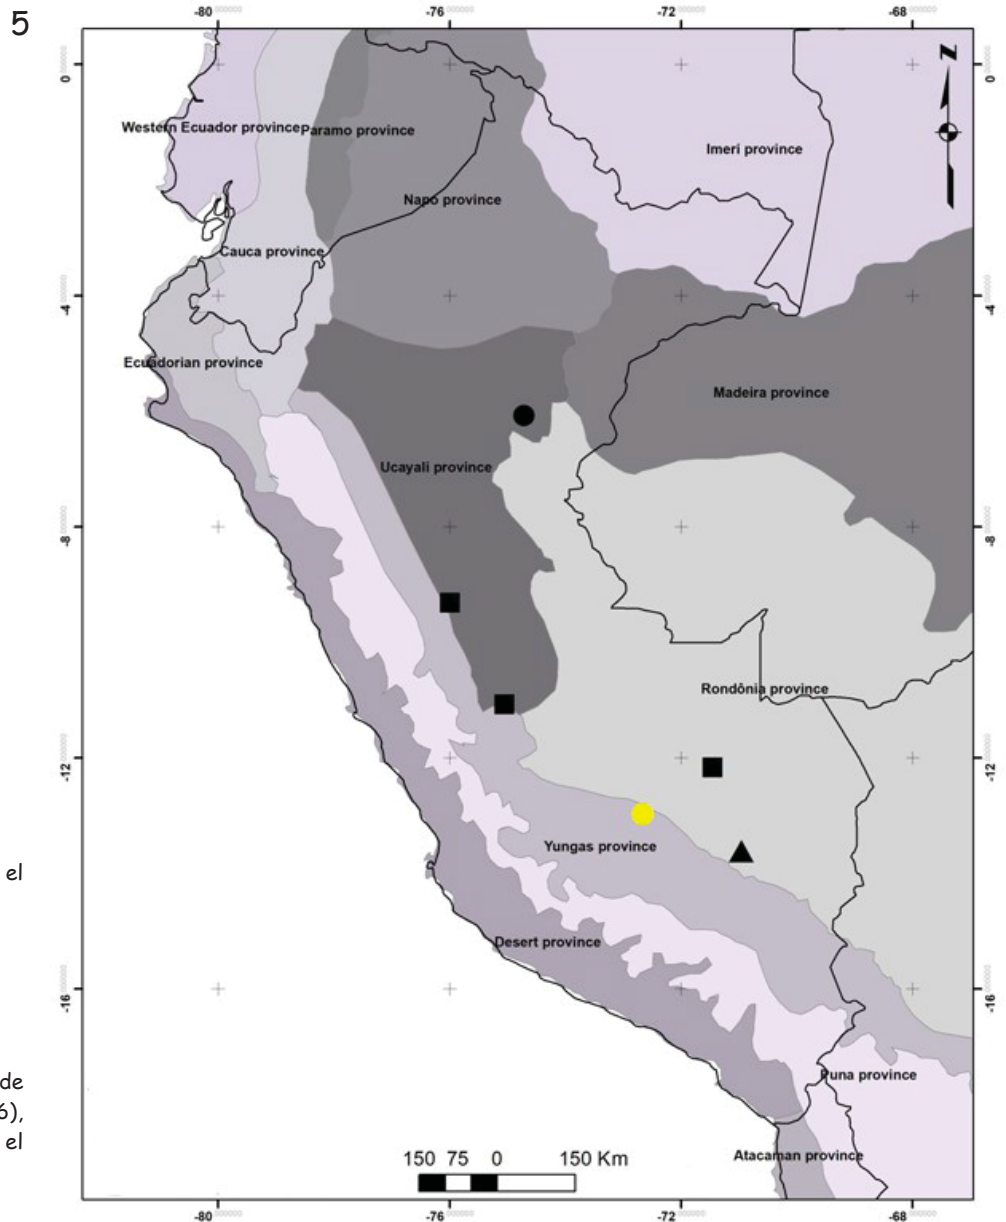 5
-80 -76 -72 -68
0 0
Western Ecuador province Paramo province
Imeri province
Napo province
Cauca province
-4 -4
Ecuadorian province
Madeira province
Ucayali province
-8 -8
Rondônia province
-12 -12
Yungas province
el
Desert province
-16 -16
Puna province
de
6),
el
Atacaman province
150 75 0 150 Km
-80 -76 -72 -68
N